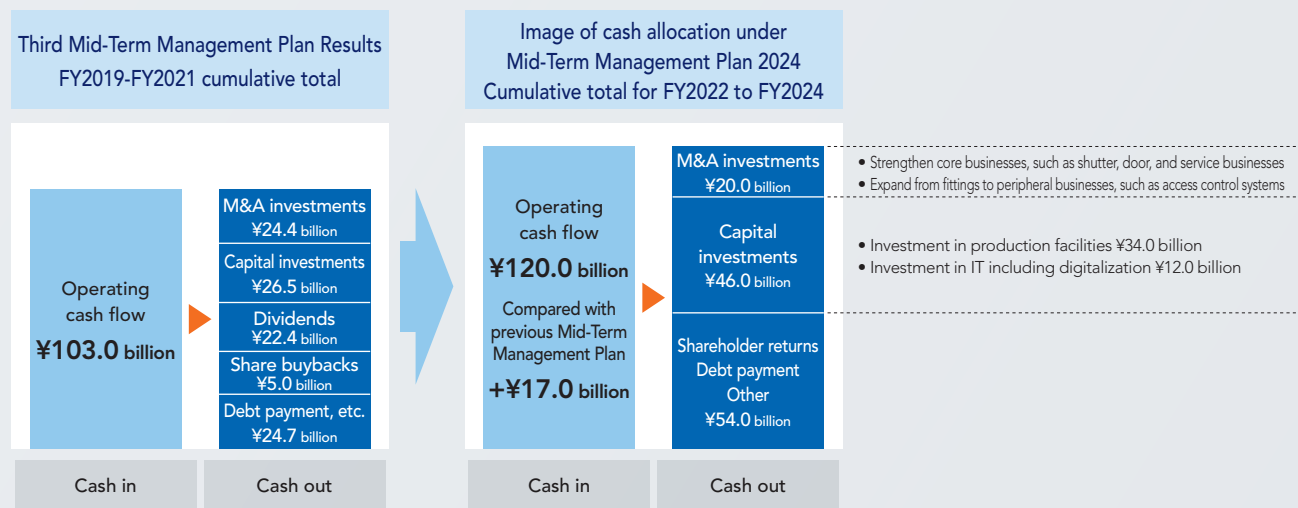 Third Mid-Term Management Plan Results
FY2019-FY2021 cumulative total
Operating
cash flow
¥103.0 billion
M&A investments
¥24.4 billion
Capital investments
¥26.5 billion
Dividends
¥22.4 billion
Share buybacks
¥5.0 billion
Debt payment, etc.
¥24.7 billion
Cash in
Cash out
Image of cash allocation under
Mid-Term Management Plan 2024
Cumulative total for FY2022 to FY2024
Operating
cash flow
¥120.0 billion
Compared with
previous Mid-Term
Management Plan
+¥17.0 billion
M&A investments
¥20.0 billion
Capital
investments
¥46.0 billion
Shareholder returns
Debt payment
Other
¥54.0 billion
Cash in
Cash out
• Strengthen core businesses, such as shutter, door, and service businesses
• Expand from fittings to peripheral businesses, such as access control systems
• Investment in production facilities ¥34.0 billion
• Investment in IT including digitalization ¥12.0 billion